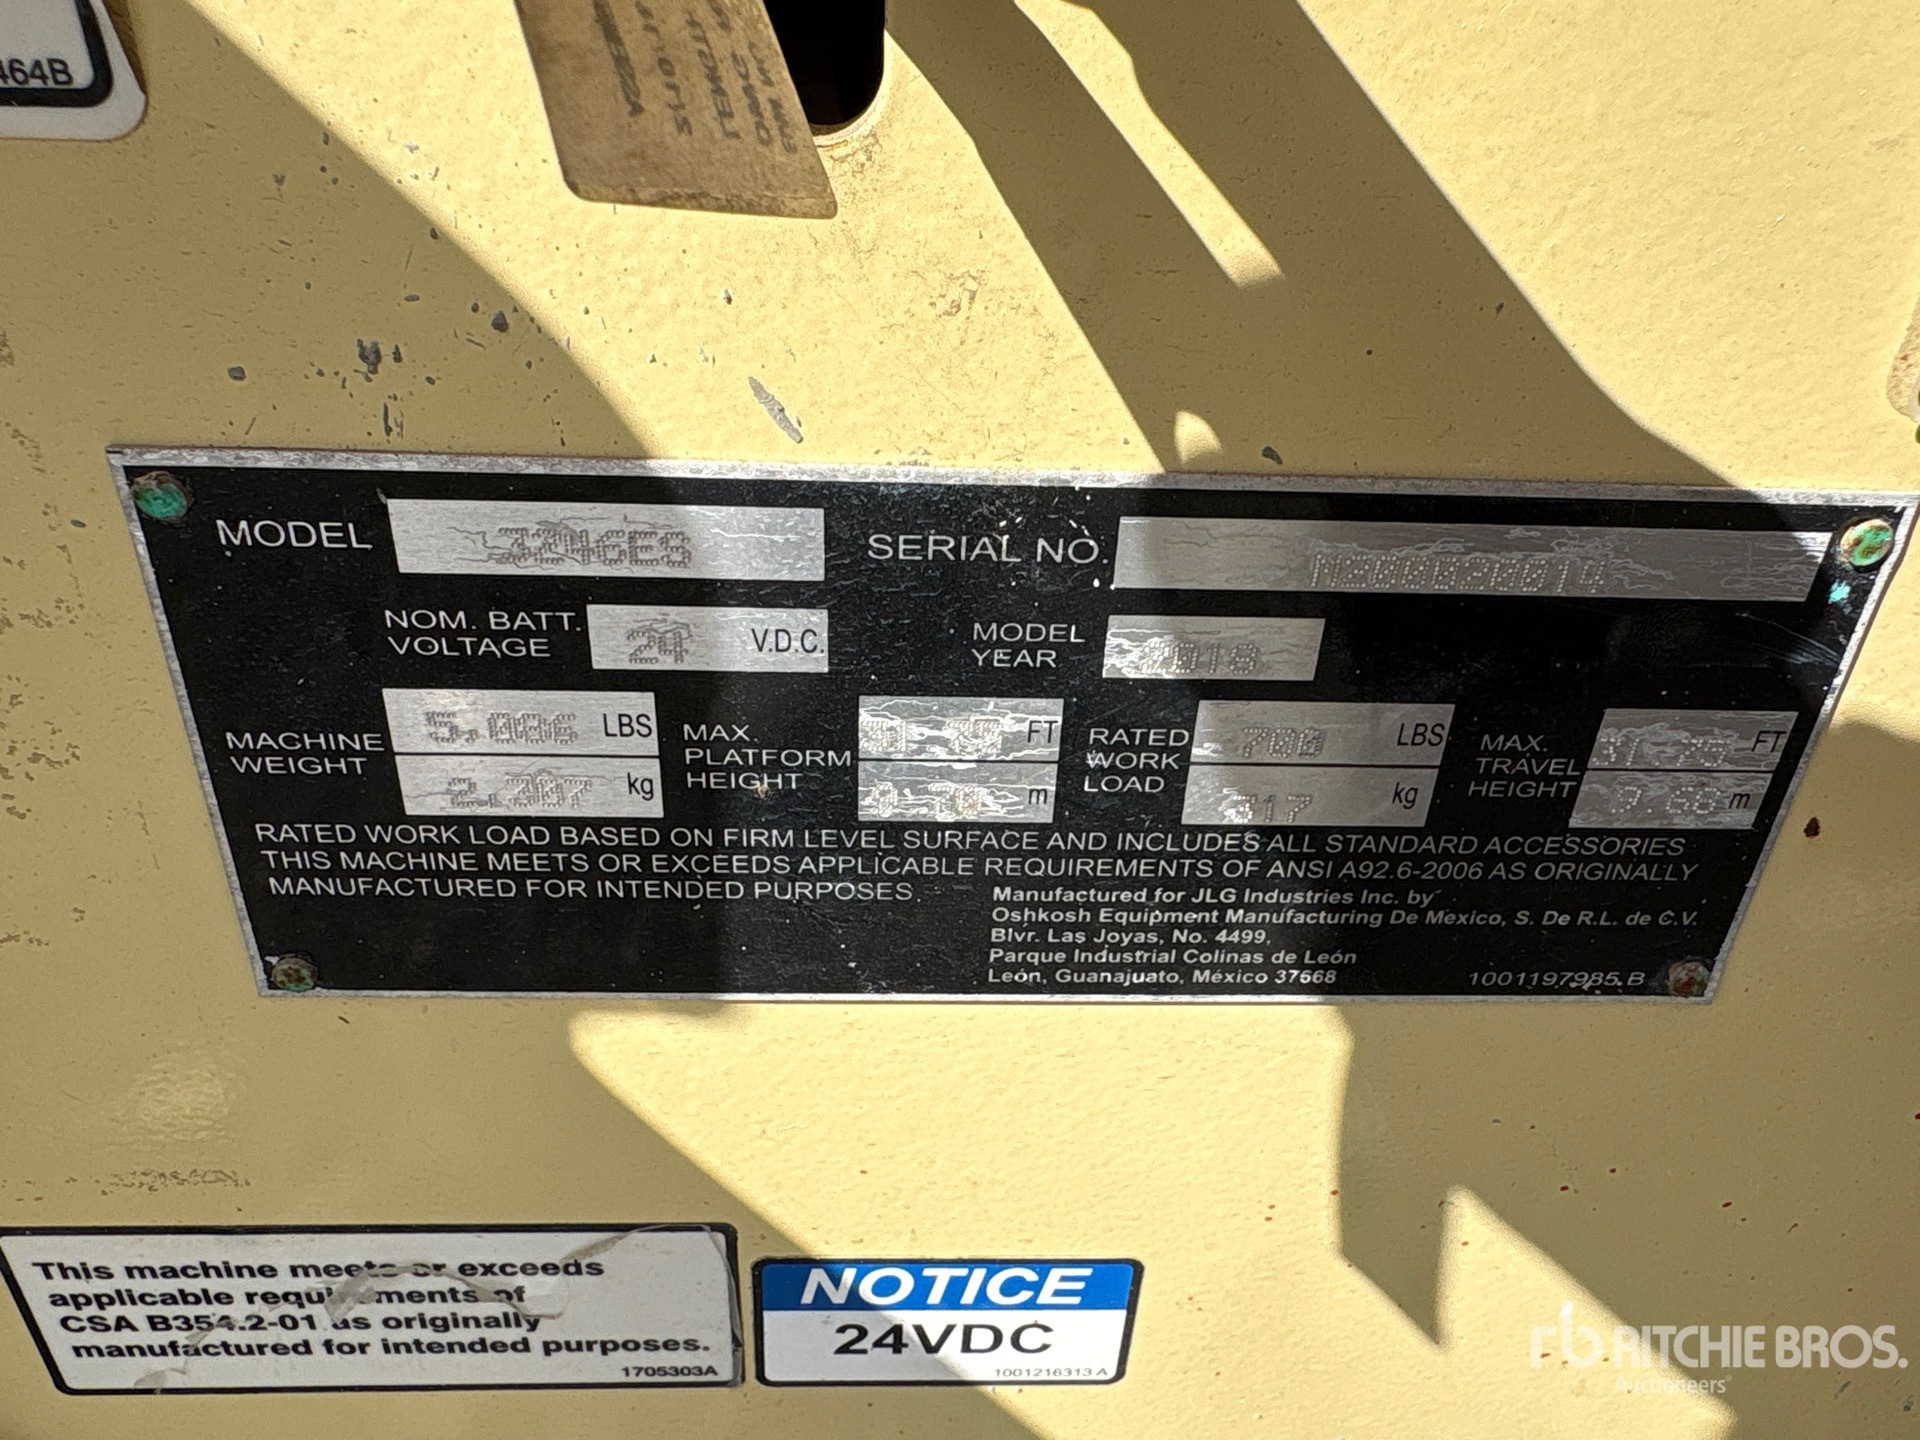 464B
MODEL 3246ES SERIAL NO. M200020014
NOM. BATT. VOLTAGE 24 V.D.C. MODEL YEAR 2018
MACHINE WEIGHT LBS kg
MAX. PLATFORM HEIGHT FT m
RATED WORK LOAD 700 LBS 317 kg
MAX. TRAVEL HEIGHT FT m
RATED WORK LOAD BASED ON FIRM LEVEL SURFACE AND INCLUDES ALL STANDARD ACCESSORIES
THIS MACHINE MEETS OR EXCEEDS APPLICABLE REQUIREMENTS OF ANSI A92.6-2006 AS ORIGINALLY
MANUFACTURED FOR INTENDED PURPOSES.
Manufactured for JLG Industries Inc. by
Oshkosh Equipment Manufacturing De Mexico, S. De R.L. de C.V.
Blvr. Las Joyas, No. 4499,
Parque Industrial Colinas de León
León, Guanajuato, México 37668
1001197985.B
This machine meets or exceeds
applicable requirements of
CSA B354.2-01 as originally
manufactured for intended purposes.
1705303A
NOTICE
24VDC
1001216313 A
rb RITCHIE BROS.
Auctioneers